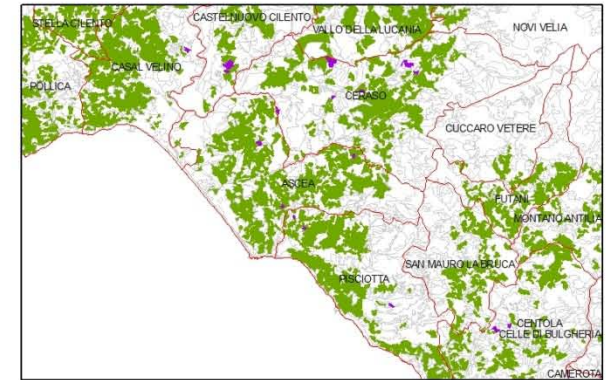 CASTELNUOVO CILENTO
STELLA CILENTO
VALLO DELLA LUCANIA
NOVI VELIA
CASAL VELINO
POLLICA
CERASO
CUCCARO VETERE
ASCEA
FUTANI
MONTANO ANTILIA
SAN MAURO LA BRUCA
PISCIOTTA
CENTOLA
CELLE DI BULGHERIA
CAMEROTA